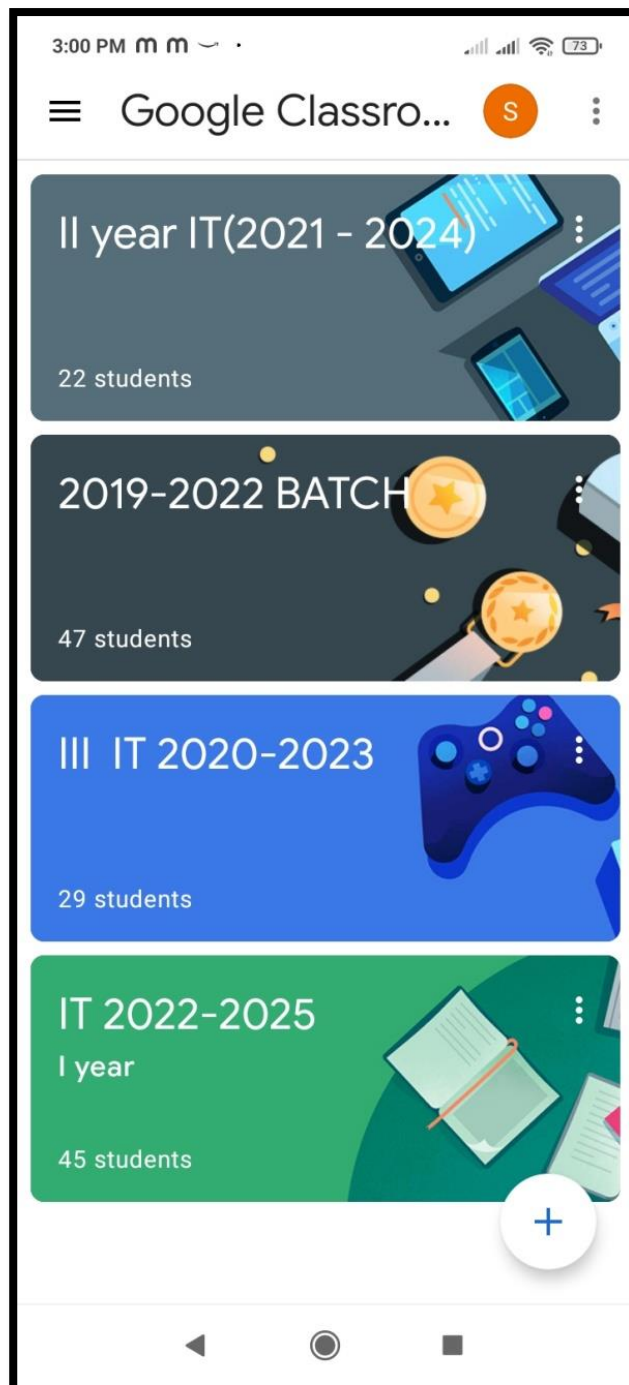 3:00 PM
73
Google Classro...
S
II year IT(2021 - 2024)
22 students
2019-2022 BATCH
47 students
III IT 2020-2023
29 students
IT 2022-2025
I year
45 students